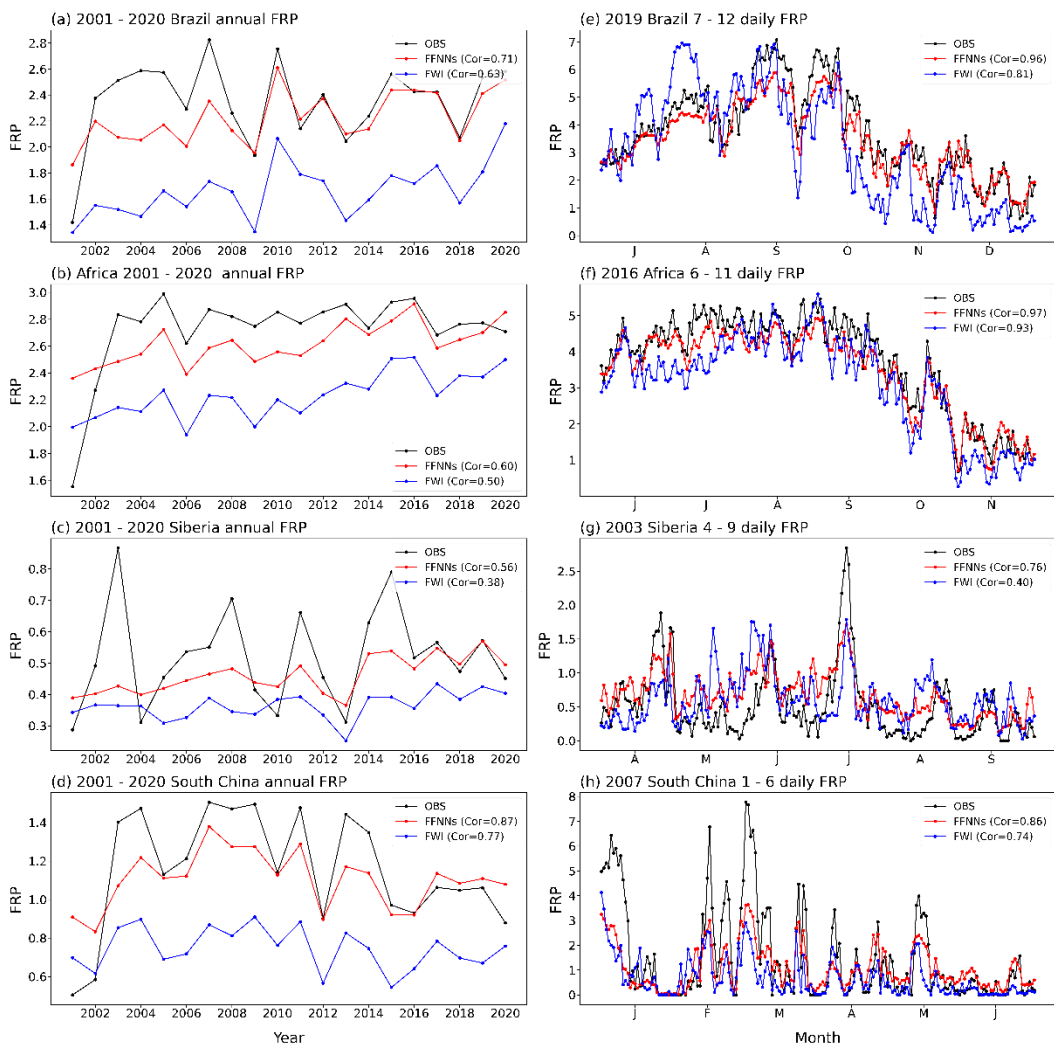 (a) 2001 - 2020 Brazil annual FRP
2.8
2.6
2.4
2.2
2.0
1.8
1.6
1.4
FRP
OBS
FFNNs (Cor=0.71)
FWI (Cor=0.63)
2002 2004 2006 2008 2010 2012 2014 2016 2018 2020
(e) 2019 Brazil 7 - 12 daily FRP
7
6
5
4
3
2
1
0
FRP
OBS
FFNNs (Cor=0.96)
FWI (Cor=0.81)
J A S O N D
(b) Africa 2001 - 2020 annual FRP
3.0
2.8
2.6
2.4
2.2
2.0
1.8
1.6
FRP
OBS
FFNNs (Cor=0.60)
FWI (Cor=0.50)
2002 2004 2006 2008 2010 2012 2014 2016 2018 2020
(f) 2016 Africa 6 - 11 daily FRP
5
4
3
2
1
FRP
OBS
FFNNs (Cor=0.97)
FWI (Cor=0.93)
J J A S O N
(c) 2001 - 2020 Siberia annual FRP
0.8
0.7
0.6
0.5
0.4
0.3
FRP
OBS
FFNNs (Cor=0.56)
FWI (Cor=0.38)
2002 2004 2006 2008 2010 2012 2014 2016 2018 2020
(g) 2003 Siberia 4 - 9 daily FRP
2.5
2.0
1.5
1.0
0.5
0.0
FRP
OBS
FFNNs (Cor=0.76)
FWI (Cor=0.40)
A M J J A S
(d) 2001 - 2020 South China annual FRP
1.4
1.2
1.0
0.8
0.6
FRP
OBS
FFNNs (Cor=0.87)
FWI (Cor=0.77)
2002 2004 2006 2008 2010 2012 2014 2016 2018 2020
Year
(h) 2007 South China 1 - 6 daily FRP
8
7
6
5
4
3
2
1
0
FRP
OBS
FFNNs (Cor=0.86)
FWI (Cor=0.74)
J F M A M J
Month